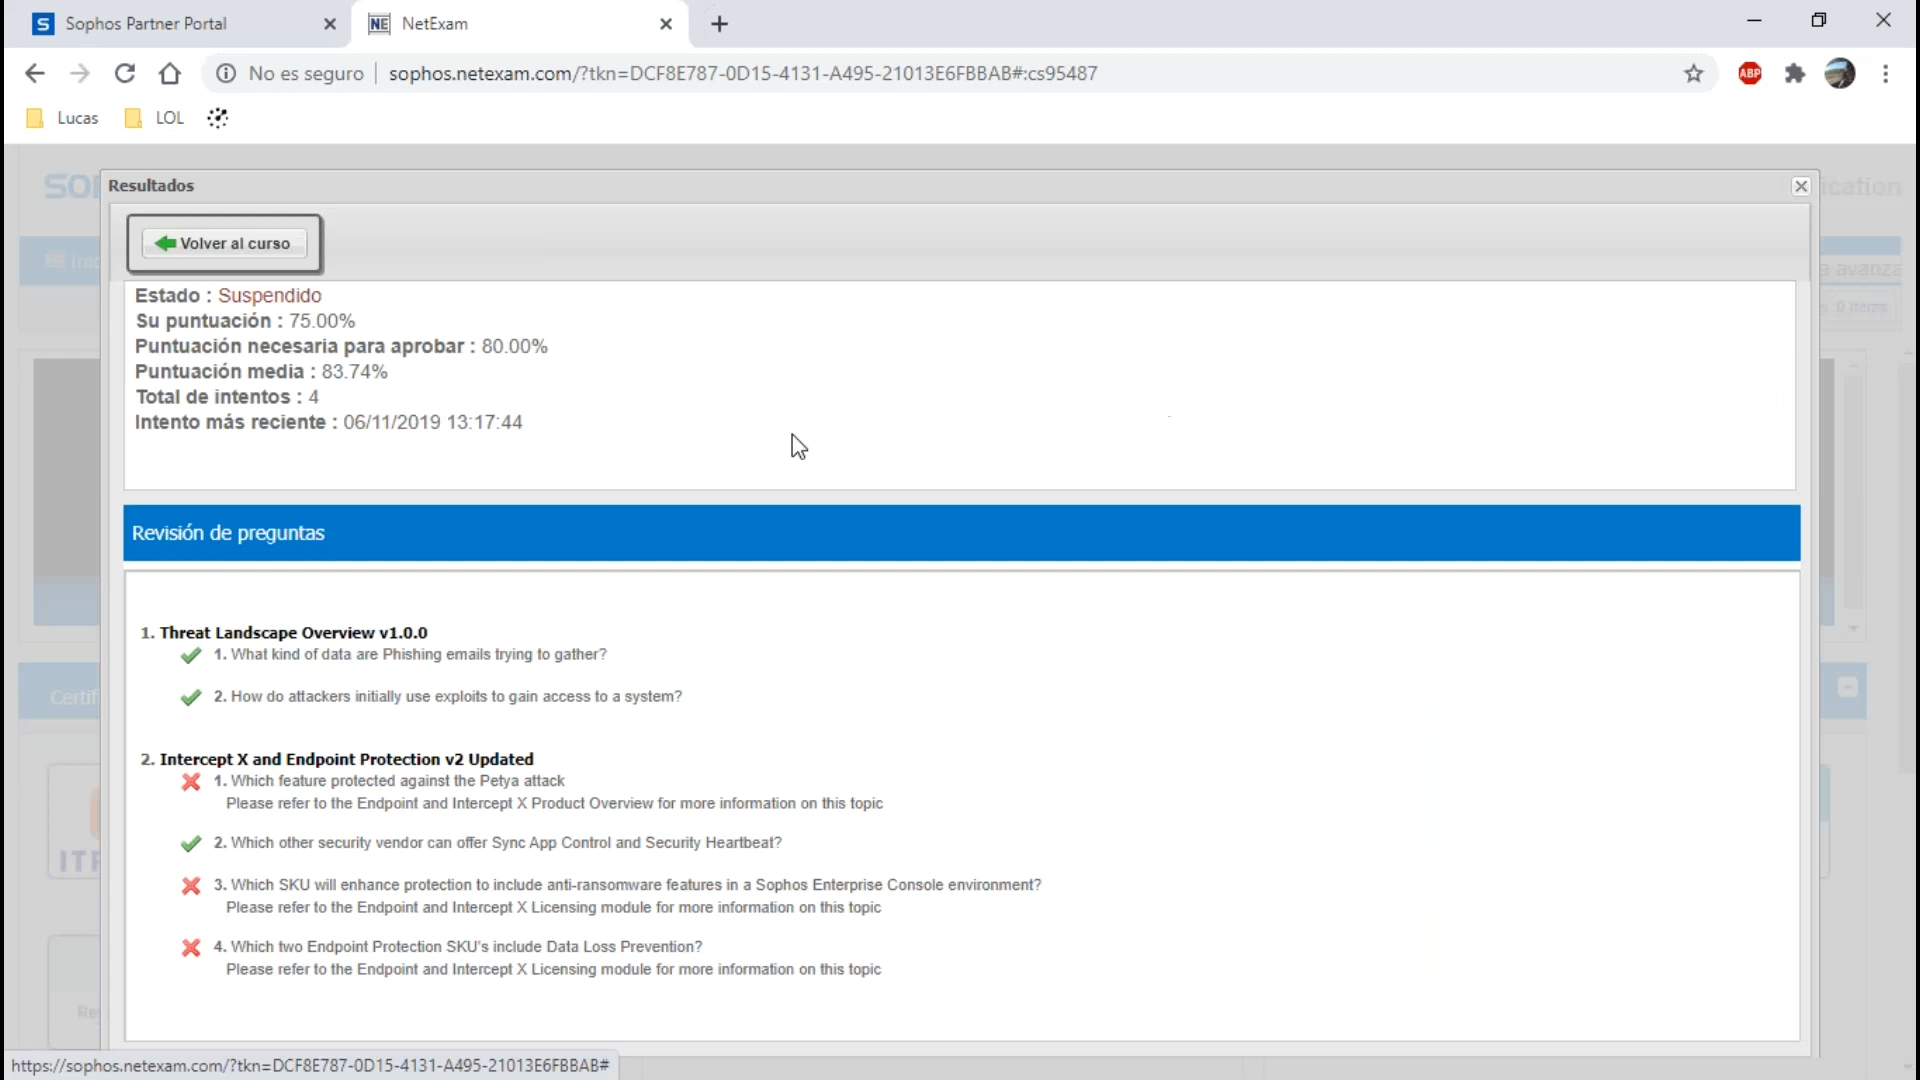 Sophos Partner Portal
NE NetExam
No es seguro | sophos.netexam.com/?tkn=DCF8E787-0D15-4131-A495-21013E6FBBAB#:cs95487
ABP
Lucas
LOL
SO
Resultados
ication
Volver al curso
a avanza
0 Items
Estado : Suspendido
Su puntuación : 75.00%
Puntuación necesaria para aprobar : 80.00%
Puntuación media : 83.74%
Total de intentos : 4
Intento más reciente : 06/11/2019 13:17:44
Revisión de preguntas
1. Threat Landscape Overview v1.0.0
1. What kind of data are Phishing emails trying to gather?
2. How do attackers initially use exploits to gain access to a system?
Certif
2. Intercept X and Endpoint Protection v2 Updated
1. Which feature protected against the Petya attack
Please refer to the Endpoint and Intercept X Product Overview for more information on this topic
2. Which other security vendor can offer Sync App Control and Security Heartbeat?
3. Which SKU will enhance protection to include anti-ransomware features in a Sophos Enterprise Console environment?
Please refer to the Endpoint and Intercept X Licensing module for more information on this topic
4. Which two Endpoint Protection SKU's include Data Loss Prevention?
Please refer to the Endpoint and Intercept X Licensing module for more information on this topic
https://sophos.netexam.com/?tkn=DCF8E787-0D15-4131-A495-21013E6FBBAB#